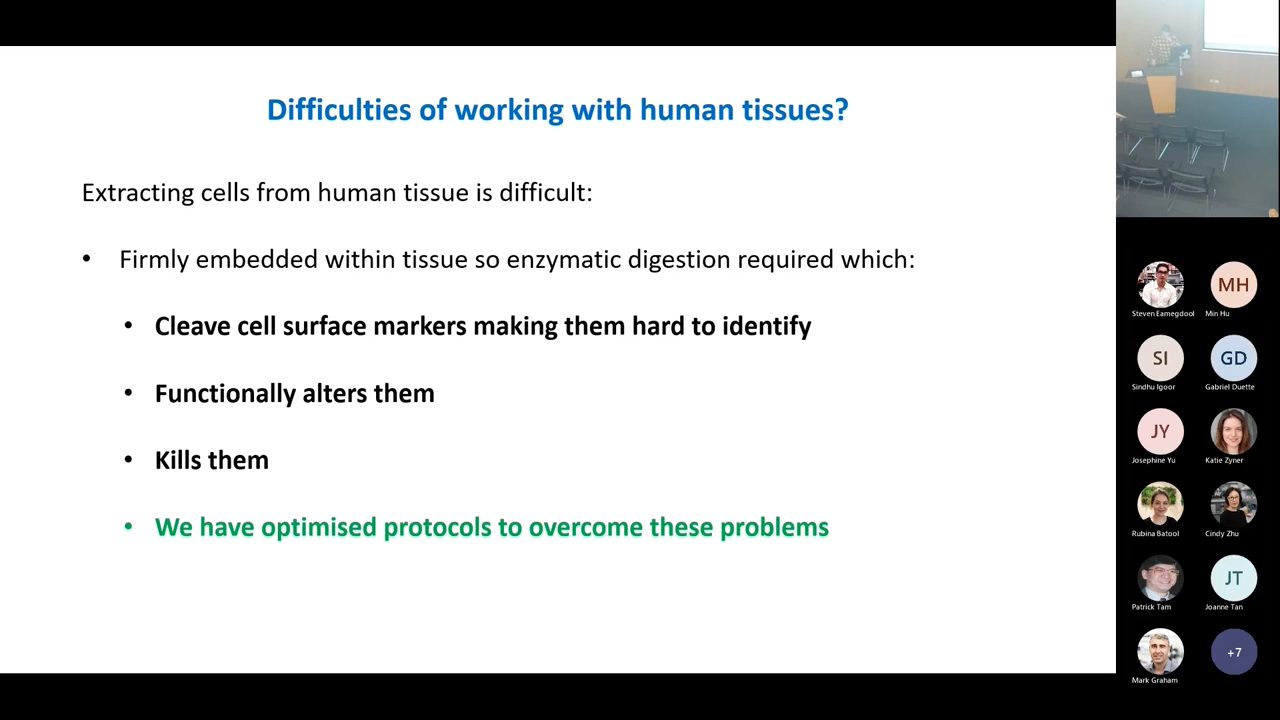 Difficulties of working with human tissues?
Extracting cells from human tissue is difficult:
• Firmly embedded within tissue so enzymatic digestion required which:
• Cleave cell surface markers making them hard to identify
• Functionally alters them
• Kills them
• We have optimised protocols to overcome these problems
Steven Eamegdool
MH
Min Hu
SI
Sindhu Igoor
GD
Gabriel Duette
JY
Josephine Yu
Katie Zyner
Rubina Batool
Cindy Zhu
Patrick Tam
JT
Joanne Tan
Mark Graham
+7